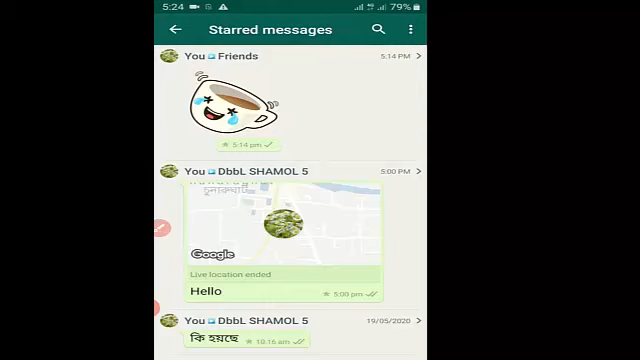 5:24 79%
Starred messages
You Friends 5:14 PM
5:14 pm
You DbbL SHAMOL 5 5:00 PM
Google
Live location ended
Hello 5:00 pm
You DbbL SHAMOL 5 19/05/2020
কি হয়ছে 10:16 am